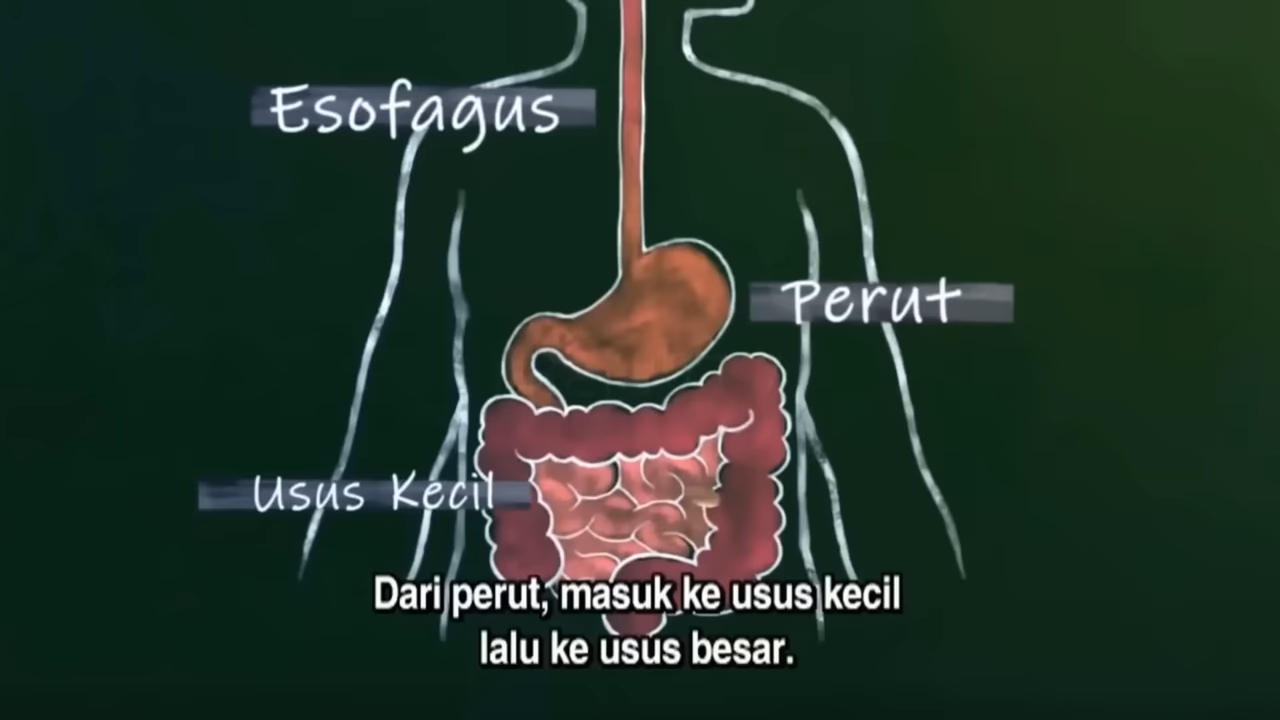 Esofagus
Perut
Usus Kecil
Dari perut, masuk ke usus kecil
lalu ke usus besar.